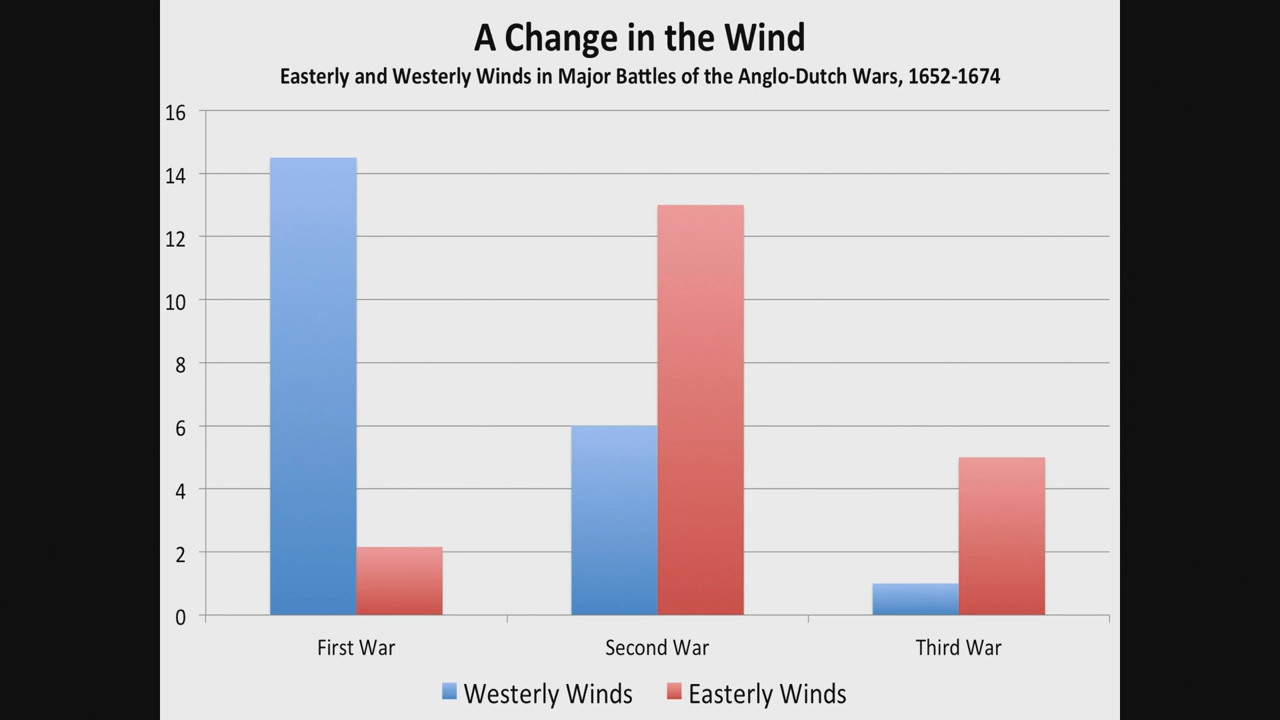 A Change in the Wind
Easterly and Westerly Winds in Major Battles of the Anglo-Dutch Wars, 1652-1674
16
14
12
10
8
6
4
2
0
First War Second War Third War
Westerly Winds Easterly Winds